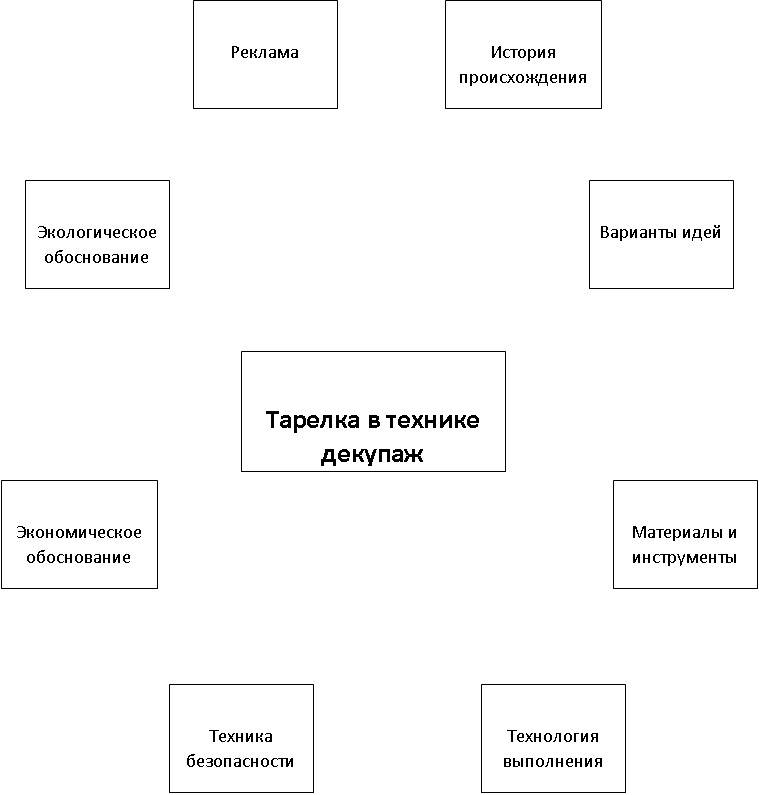 Реклама
История
происхождения
Экологическое
обоснование
Варианты идей
Тарелка в технике
декупаж
Экономическое
обоснование
Материалы и
инструменты
Техника
безопасности
Технология
выполнения